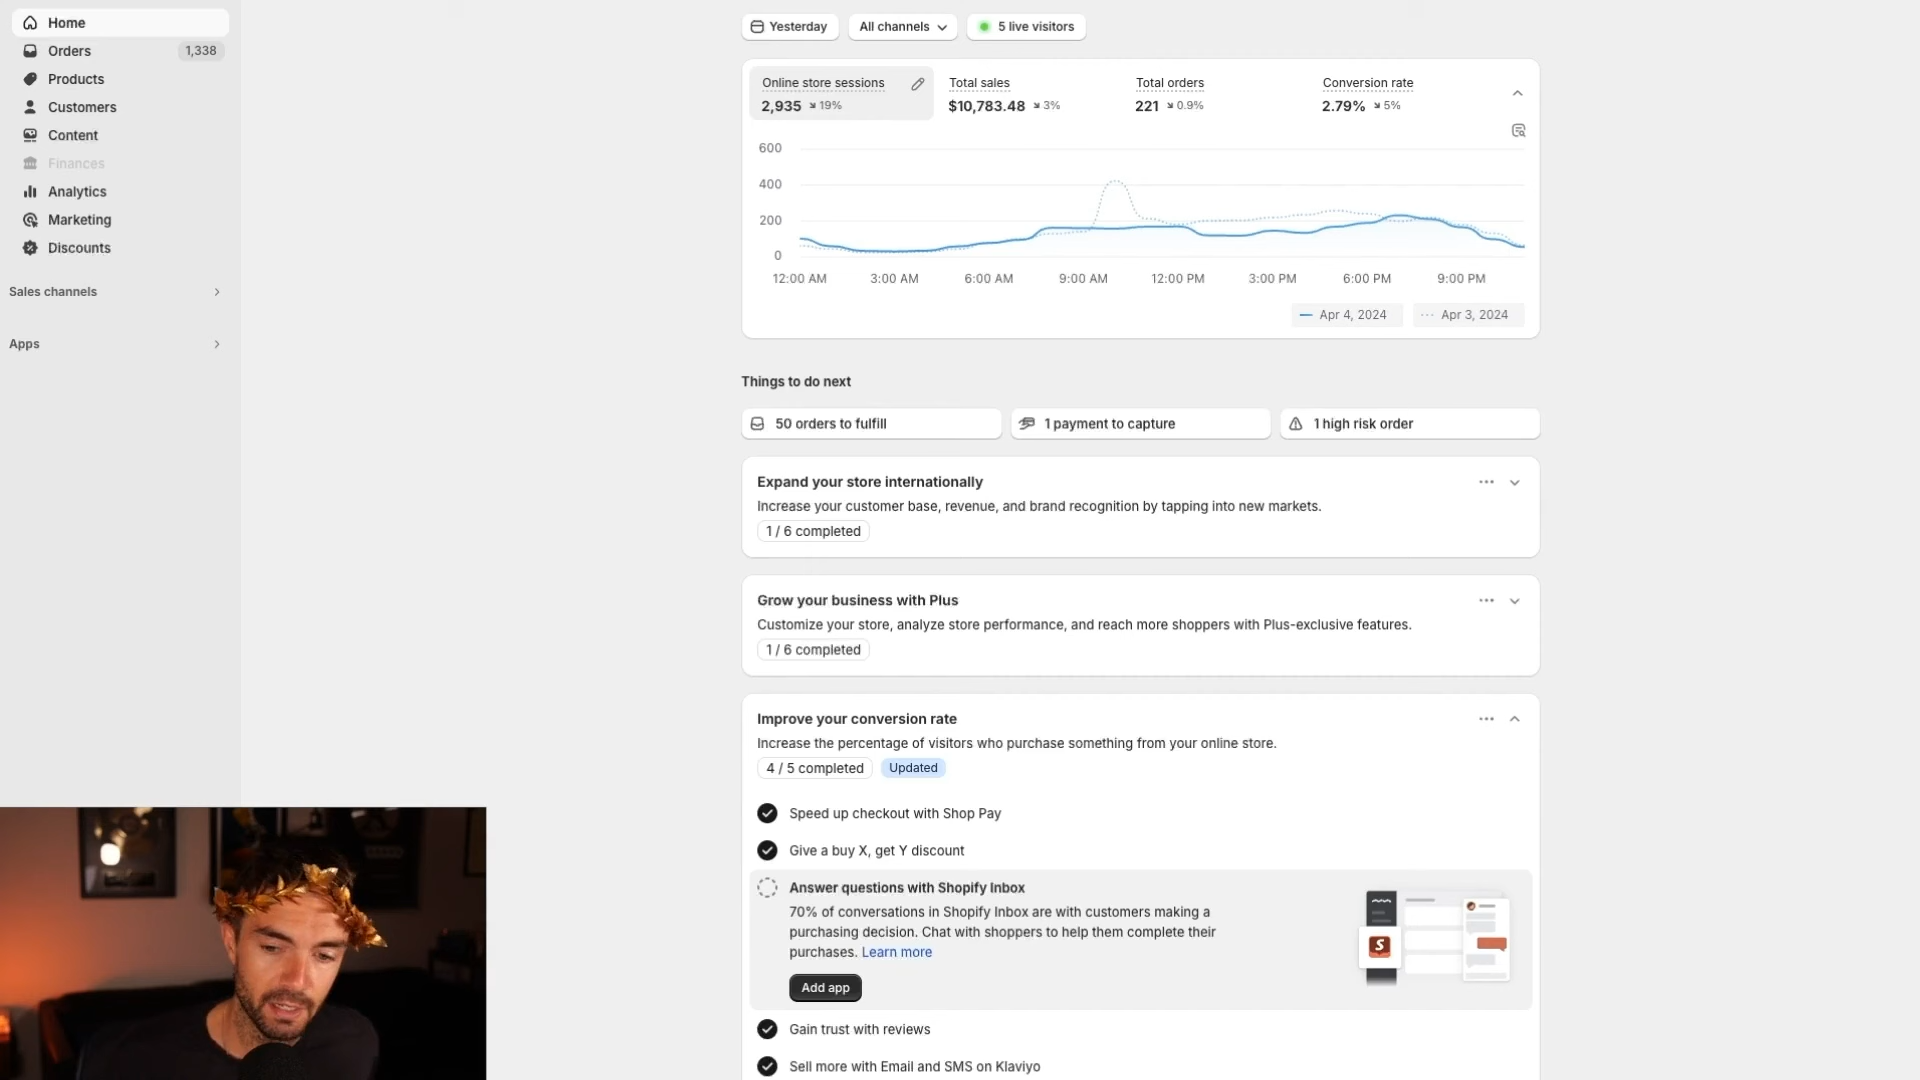 Home
Orders 1,338
Products
Customers
Content
Finances
Analytics
Marketing
Discounts
Sales channels
Apps
Yesterday All channels 5 live visitors
Online store sessions Total sales Total orders Conversion rate
2,935 19% $10,783.48 3% 221 0.9% 2.79% 5%
600
400
200
0
12:00 AM 3:00 AM 6:00 AM 9:00 AM 12:00 PM 3:00 PM 6:00 PM 9:00 PM
Apr 4, 2024 Apr 3, 2024
Things to do next
50 orders to fulfill 1 payment to capture 1 high risk order
Expand your store internationally
Increase your customer base, revenue, and brand recognition by tapping into new markets.
1 / 6 completed
Grow your business with Plus
Customize your store, analyze store performance, and reach more shoppers with Plus-exclusive features.
1 / 6 completed
Improve your conversion rate
Increase the percentage of visitors who purchase something from your online store.
4 / 5 completed Updated
Speed up checkout with Shop Pay
Give a buy X, get Y discount
Answer questions with Shopify Inbox
70% of conversations in Shopify Inbox are with customers making a
purchasing decision. Chat with shoppers to help them complete their
purchases. Learn more
Add app
Gain trust with reviews
Sell more with Email and SMS on Klaviyo